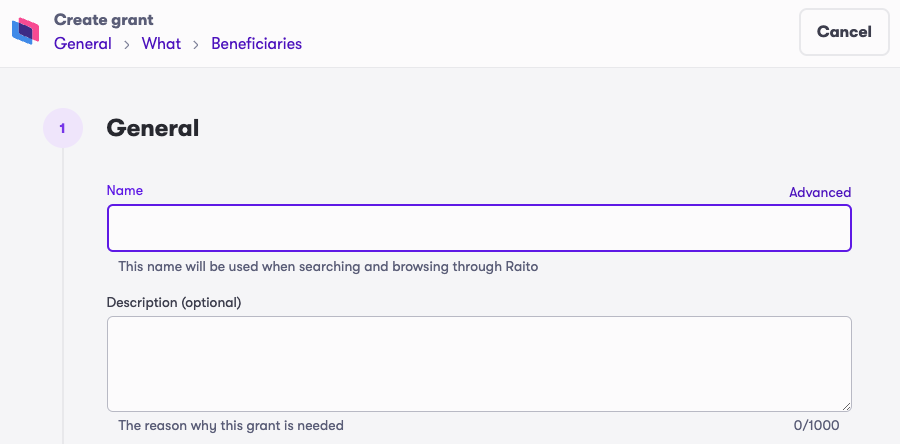 Create grant
General > What > Beneficiaries
Cancel
1
General
Name
Advanced
This name will be used when searching and browsing through Raito
Description (optional)
The reason why this grant is needed
0/1000